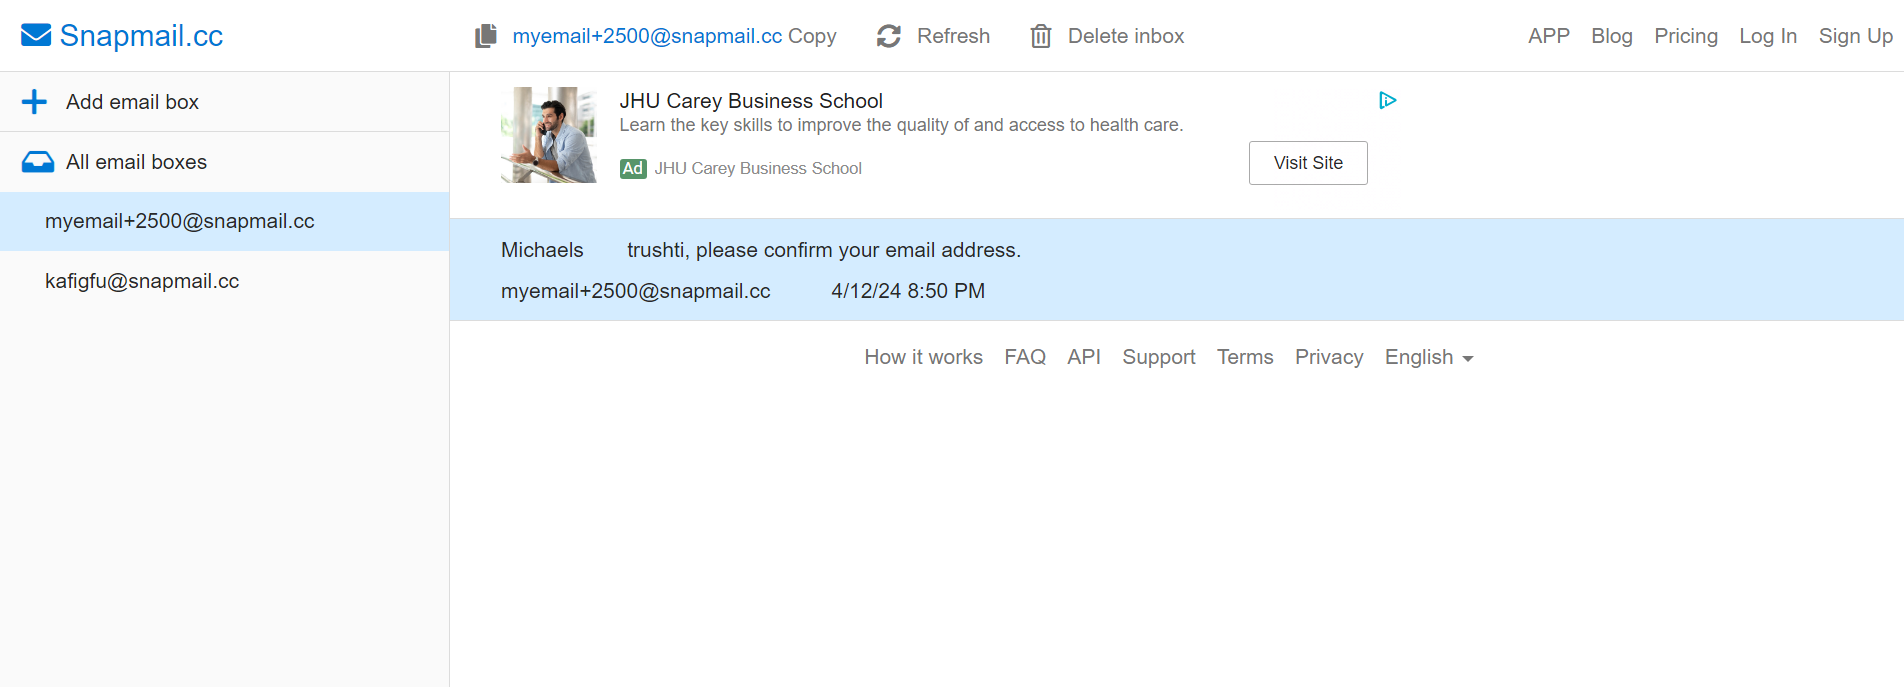 Snapmail.cc
myemail+2500@snapmail.cc Copy
Refresh
Delete inbox
APP
Blog
Pricing
Log In
Sign Up
Add email box
All email boxes
myemail+2500@snapmail.cc
kafigfu@snapmail.cc
JHU Carey Business School
Learn the key skills to improve the quality of and access to health care.
Ad JHU Carey Business School
Visit Site
Michaels trushti, please confirm your email address.
myemail+2500@snapmail.cc 4/12/24 8:50 PM
How it works FAQ API Support Terms Privacy English